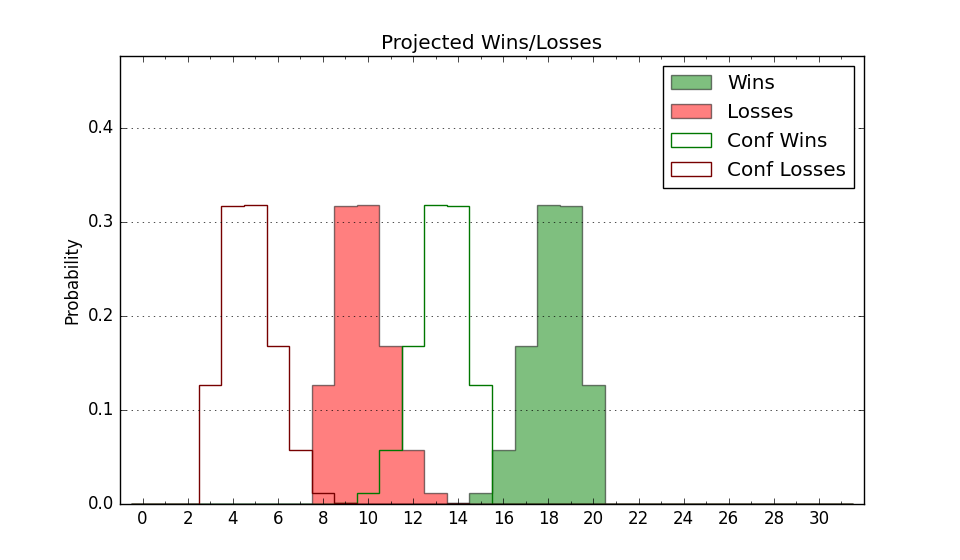 Projected Wins/Losses
Wins
Losses
Conf Wins
Conf Losses
Probability
0.4
0.3
0.2
0.1
0.0
0 2 4 6 8 10 12 14 16 18 20 22 24 26 28 30